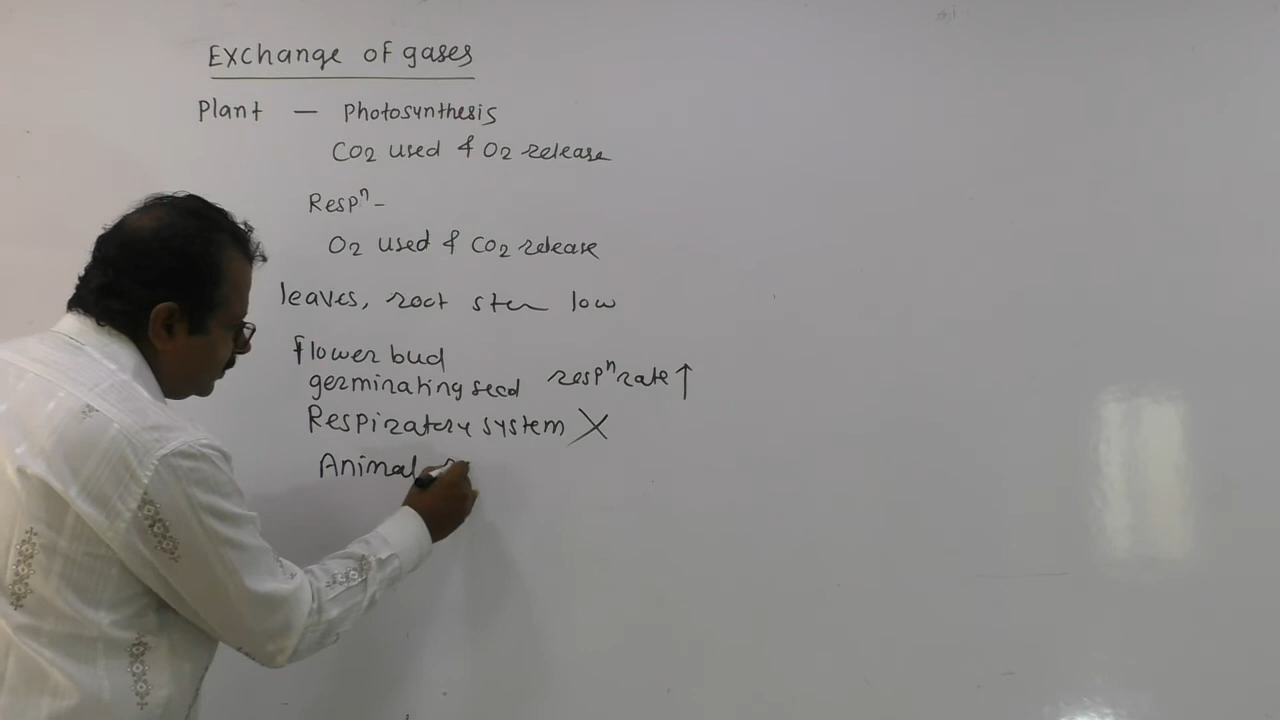 Exchange of gases
Plant — Photosynthesis
CO2 used & O2 release
Respⁿ -
O2 used & CO2 release
leaves, root stem low
Flower bud
germinating seed respⁿ rate ↑
Respiratory system X
Animal